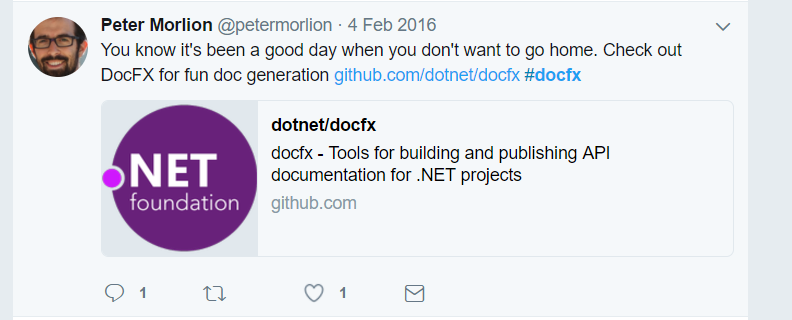 Peter Morlion @petermorlion · 4 Feb 2016
You know it's been a good day when you don't want to go home. Check out
DocFX for fun doc generation github.com/dotnet/docfx #docfx
.NET
foundation
dotnet/docfx
docfx - Tools for building and publishing API
documentation for .NET projects
github.com
1 1